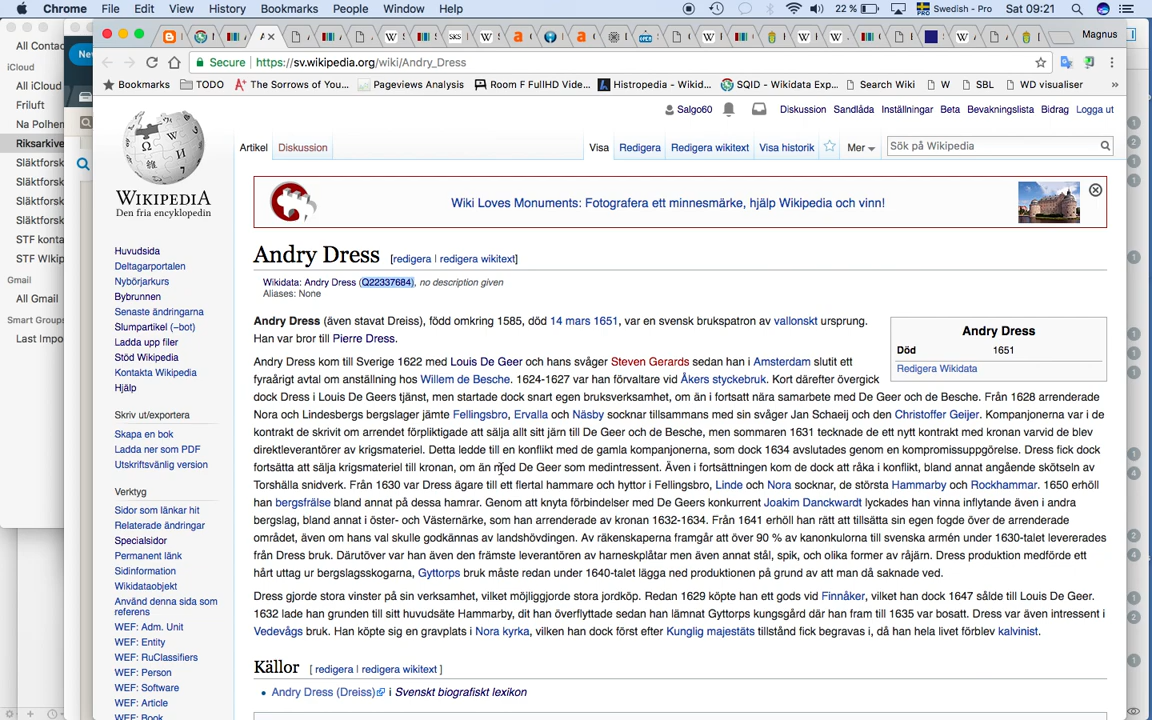 Chrome File Edit View History Bookmarks People Window Help 22 % Swedish - Pro Sat 09:21
Magnus
Secure https://sv.wikipedia.org/wiki/Andry_Dress
Bookmarks TODO The Sorrows of You... Pageviews Analysis Room F FullHD Vide... Histropedia - Wikid... SQID - Wikidata Exp... Search Wiki W SBL WD visualiser »
All Contac
iCloud
All iCloud
Friluft
Na Polhen
Riksarkive
Släktforsk
Släktforsk
Släktforsk
Släktforsk
STF konta
STF Wikip
Gmail
All Gmail
Smart Groups
Last Impo
Salgo60 Diskussion Sandlåda Inställningar Beta Bevakningslista Bidrag Logga ut
Artikel Diskussion Visa Redigera Redigera wikitext Visa historik Mer Sök på Wikipedia
WIKIPEDIA
Den fria encyklopedin
Huvudsida
Deltagarportalen
Nybörjarkurs
Bybrunnen
Senaste ändringarna
Slumpartikel (~bot)
Ladda upp filer
Stöd Wikipedia
Kontakta Wikipedia
Hjälp
Skriv ut/exportera
Skapa en bok
Ladda ner som PDF
Utskriftsvänlig version
Verktyg
Sidor som länkar hit
Relaterade ändringar
Specialsidor
Permanent länk
Sidinformation
Wikidataobjekt
Använd denna sida som
referens
WEF: Adm. Unit
WEF: Entity
WEF: RuClassifiers
WEF: Person
WEF: Software
WEF: Article
WEF: Book
Wiki Loves Monuments: Fotografera ett minnesmärke, hjälp Wikipedia och vinn!
Andry Dress [redigera | redigera wikitext]
Wikidata: Andry Dress (Q22337684), no description given
Aliases: None
Andry Dress (även stavat Dreiss), född omkring 1585, död 14 mars 1651, var en svensk brukspatron av vallonskt ursprung.
Han var bror till Pierre Dress.
Andry Dress
Död 1651
Redigera Wikidata
Andry Dress kom till Sverige 1622 med Louis De Geer och hans svåger Steven Gerards sedan han i Amsterdam slutit ett
fyraårigt avtal om anställning hos Willem de Besche. 1624-1627 var han förvaltare vid Åkers styckebruk. Kort därefter övergick
dock Dress i Louis De Geers tjänst, men startade dock snart egen bruksverksamhet, om än i fortsatt nära samarbete med De Geer och de Besche. Från 1628 arrenderade
Nora och Lindesbergs bergslager jämte Fellingsbro, Ervalla och Näsby socknar tillsammans med sin svåger Jan Schaeij och den Christoffer Geijer. Kompanjonerna var i de
kontrakt de skrivit om arrendet förpliktigade att sälja allt sitt järn till De Geer och de Besche, men sommaren 1631 tecknade de ett nytt kontrakt med kronan varvid de blev
direktleverantörer av krigsmateriel. Detta ledde till en konflikt med de gamla kompanjonerna, som dock 1634 avslutades genom en kompromissuppgörelse. Dress fick dock
fortsätta att sälja krigsmateriel till kronan, om än med De Geer som medintressent. Även i fortsättningen kom de dock att råka i konflikt, bland annat angående skötseln av
Torshälla snidverk. Från 1630 var Dress ägare till ett flertal hammare och hyttor i Fellingsbro, Linde och Nora socknar, de största Hammarby och Rockhammar. 1650 erhöll
han bergsfrälse bland annat på dessa hamrar. Genom att knyta förbindelser med De Geers konkurrent Joakim Danckwardt lyckades han vinna inflytande även i andra
bergslag, bland annat i öster- och Västernärke, som han arrenderade av kronan 1632-1634. Från 1641 erhöll han rätt att tillsätta sin egen fogde över de arrenderade
området, även om hans val skulle godkännas av landshövdingen. Av räkenskaperna framgår att över 90 % av kanonkulorna till svenska armén under 1630-talet levererades
från Dress bruk. Därutöver var han även den främste leverantören av harneskplåtar men även annat stål, spik, och olika former av råjärn. Dress produktion medförde ett
hårt uttag ur bergslagsskogarna, Gyttorps bruk måste redan under 1640-talet lägga ned produktionen på grund av att man då saknade ved.
Dress gjorde stora vinster på sin verksamhet, vilket möjliggjorde stora jordköp. Redan 1629 köpte han ett gods vid Finnåker, vilket han dock 1647 sålde till Louis De Geer.
1632 lade han grunden till sitt huvudsäte Hammarby, dit han överflyttade sedan han lämnat Gyttorps kungsgård där han fram till 1635 var bosatt. Dress var även intressent i
Vedevågs bruk. Han köpte sig en gravplats i Nora kyrka, vilken han dock först efter Kunglig majestäts tillstånd fick begravas i, då han hela livet förblev kalvinist.
Källor [ redigera | redigera wikitext ]
Andry Dress (Dreiss) i Svenskt biografiskt lexikon